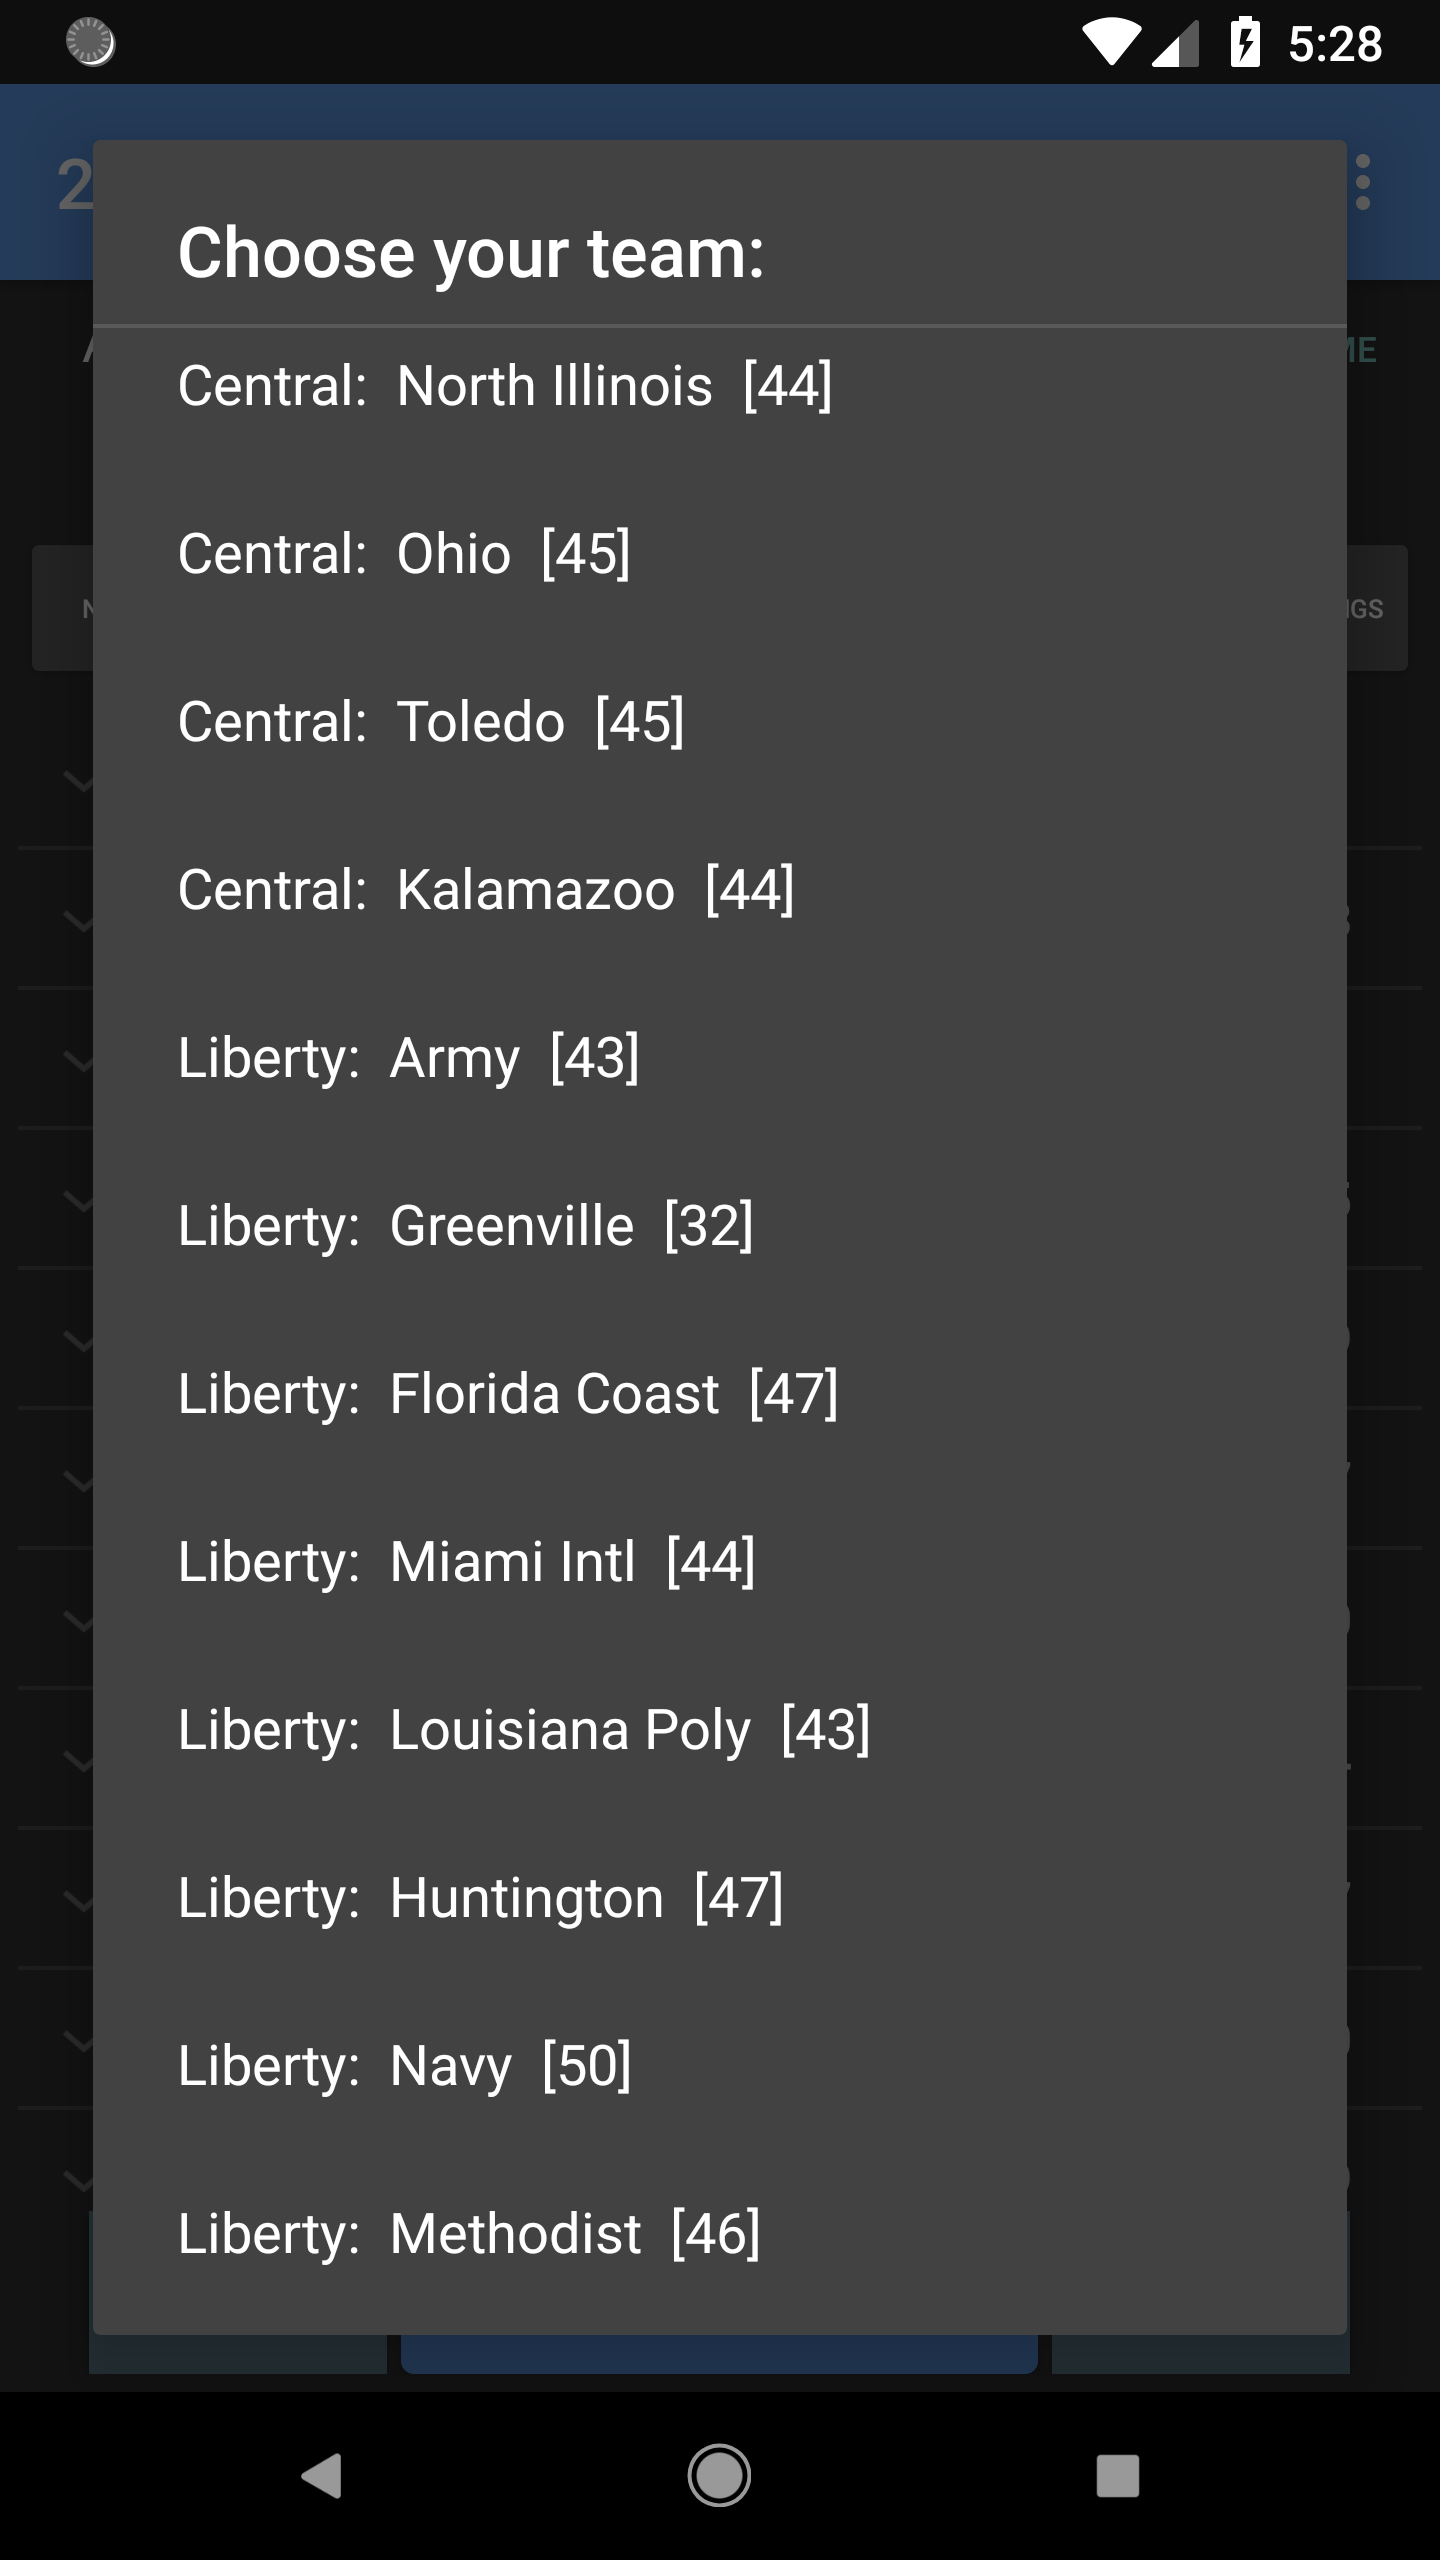 5:28
2
Choose your team:
Central:  North Illinois  [44]
Central:  Ohio  [45]
Central:  Toledo  [45]
Central:  Kalamazoo  [44]
Liberty:  Army  [43]
Liberty:  Greenville  [32]
Liberty:  Florida Coast  [47]
Liberty:  Miami Intl  [44]
Liberty:  Louisiana Poly  [43]
Liberty:  Huntington  [47]
Liberty:  Navy  [50]
Liberty:  Methodist  [46]